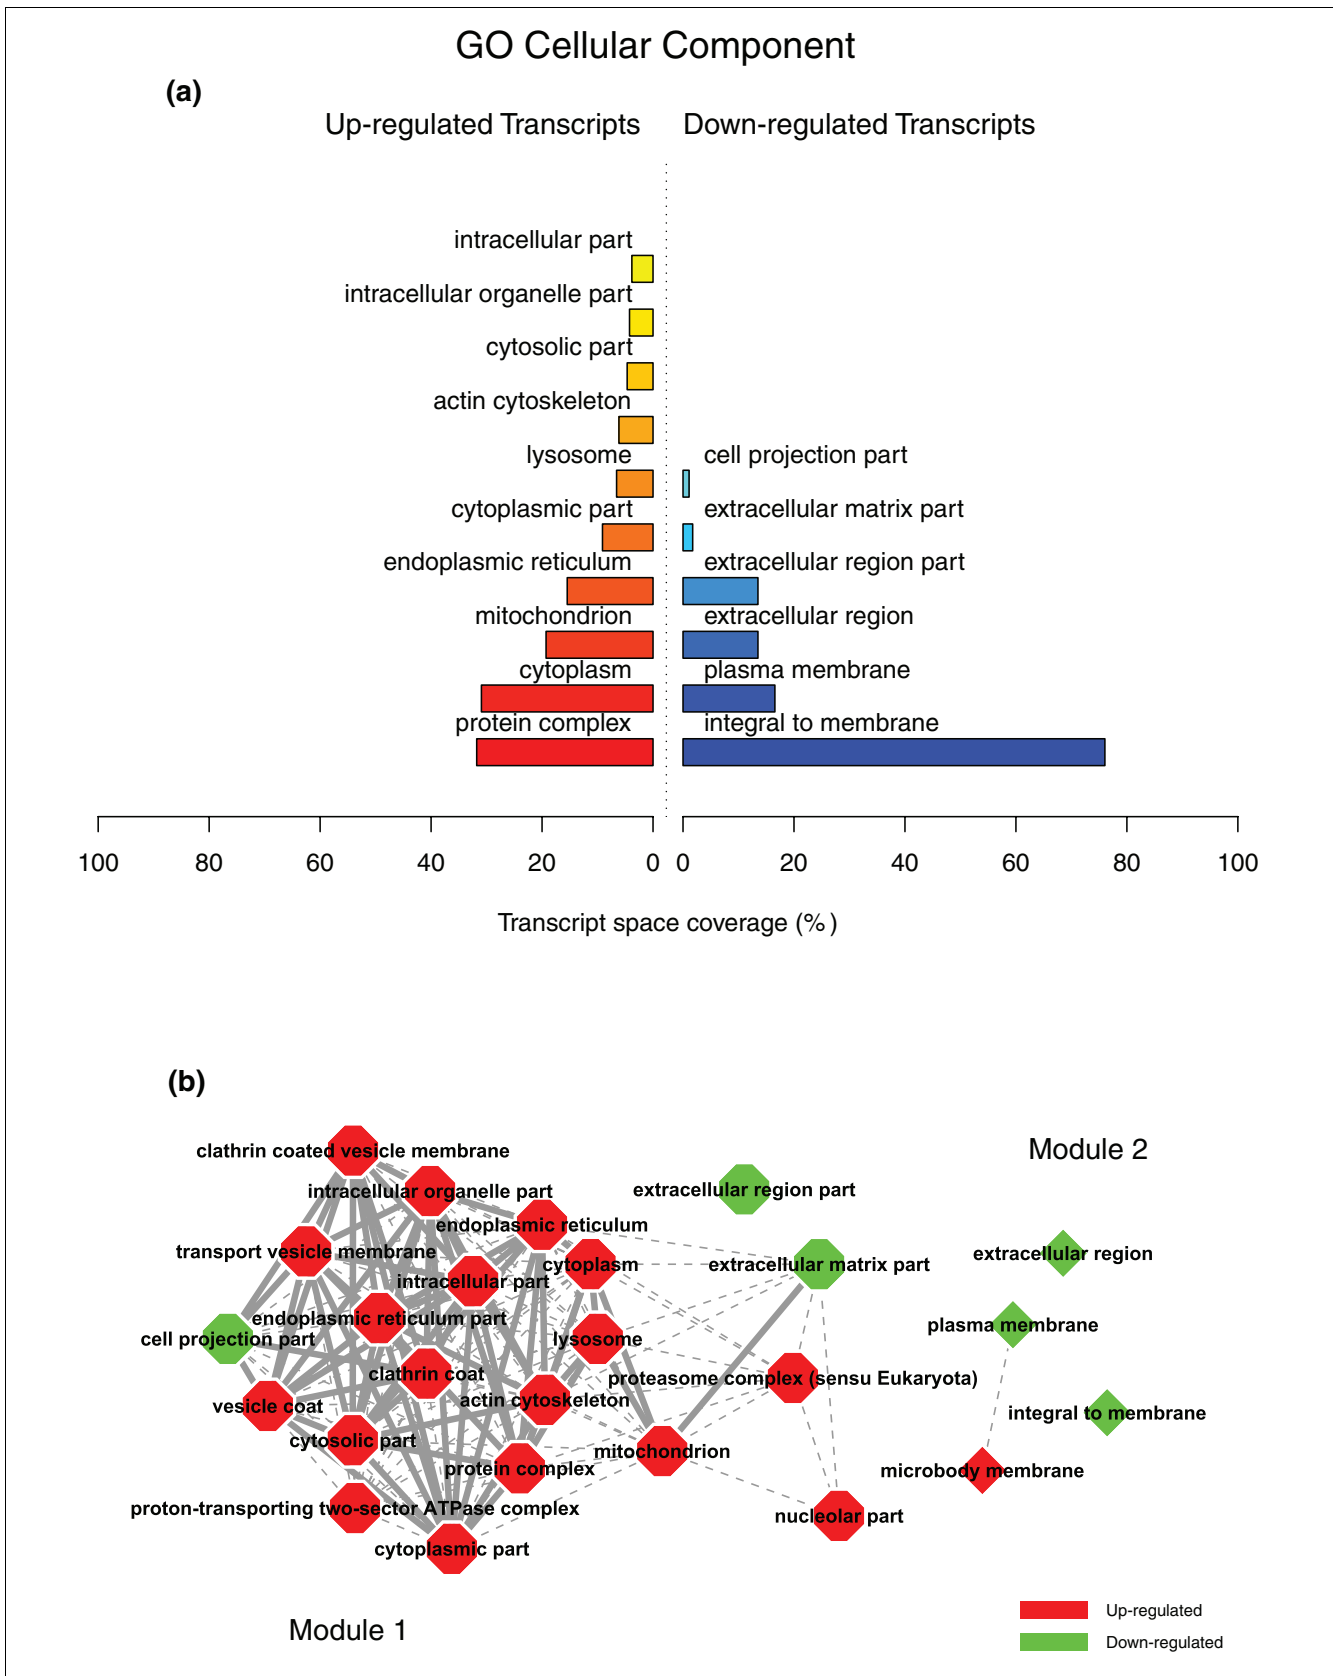 GO Cellular Component
(a)
Up-regulated Transcripts
Down-regulated Transcripts
intracellular part
intracellular organelle part
cytosolic part
actin cytoskeleton
lysosome
cell projection part
cytoplasmic part
extracellular matrix part
endoplasmic reticulum
extracellular region part
mitochondrion
extracellular region
cytoplasm
plasma membrane
protein complex
integral to membrane
100 80 60 40 20 0 0 20 40 60 80 100
Transcript space coverage (%)
(b)
Module 2
clathrin coated vesicle membrane
intracellular organelle part
extracellular region part
endoplasmic reticulum
transport vesicle membrane
extracellular region
cytoplasm
extracellular matrix part
intracellular part
endoplasmic reticulum part
plasma membrane
cell projection part
lysosome
clathrin coat
proteasome complex (sensu Eukaryota)
actin cytoskeleton
vesicle coat
integral to membrane
cytosolic part
mitochondrion
protein complex
microbody membrane
proton-transporting two-sector ATPase complex
nucleolar part
cytoplasmic part
Module 1
Up-regulated
Down-regulated